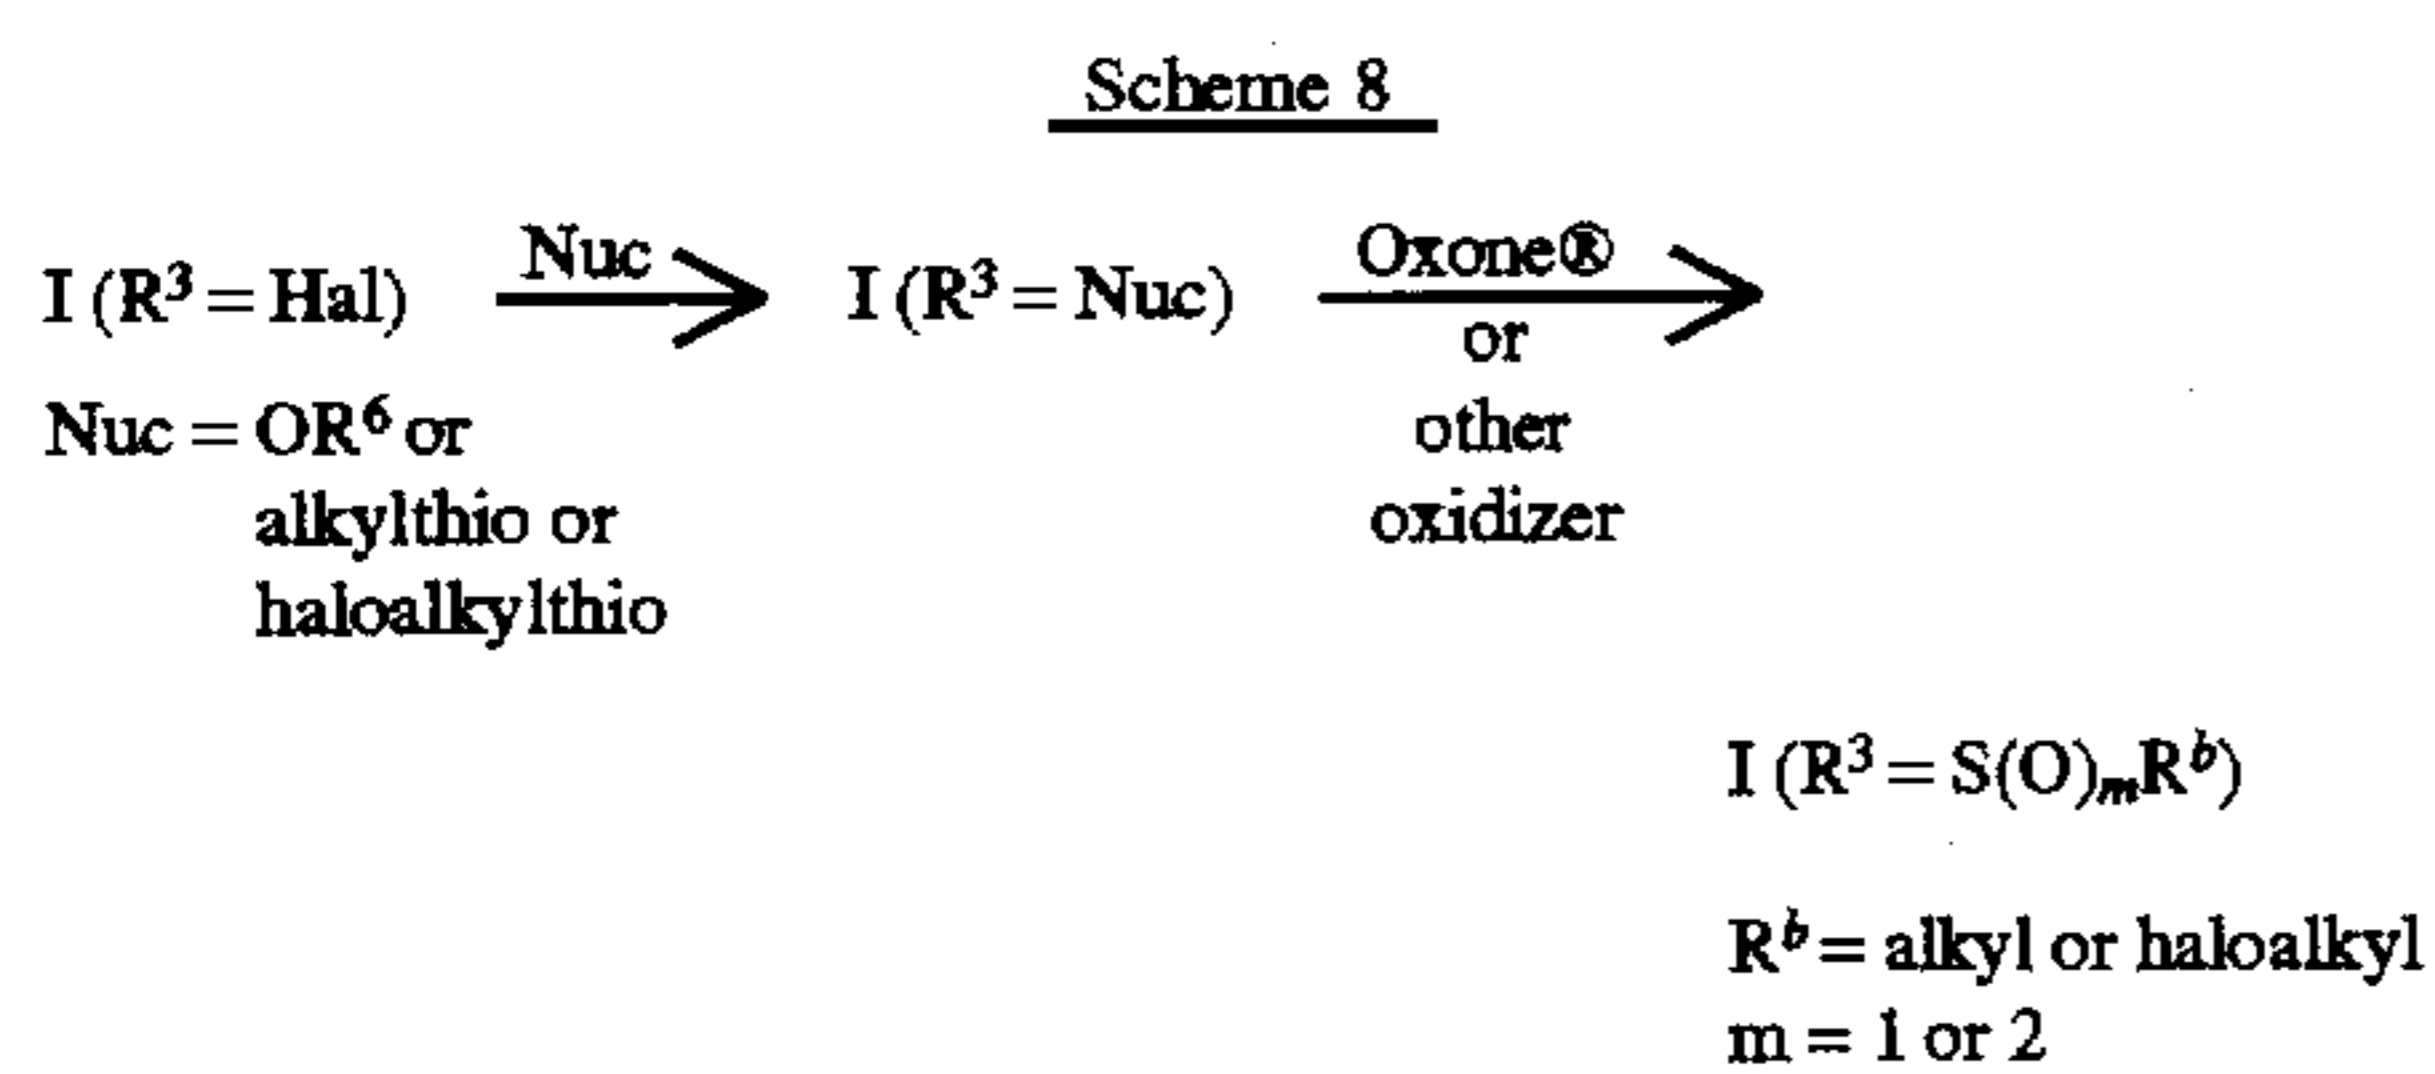 Scheme 8
I (R³ = Hal) Nuc I (R³ = Nuc) Oxone®
or
other
oxidizer
Nuc = OR⁶ or
alkylthio or
haloalkylthio
I (R³ = S(O)ₘRᵇ)
Rᵇ = alkyl or haloalkyl
m = 1 or 2